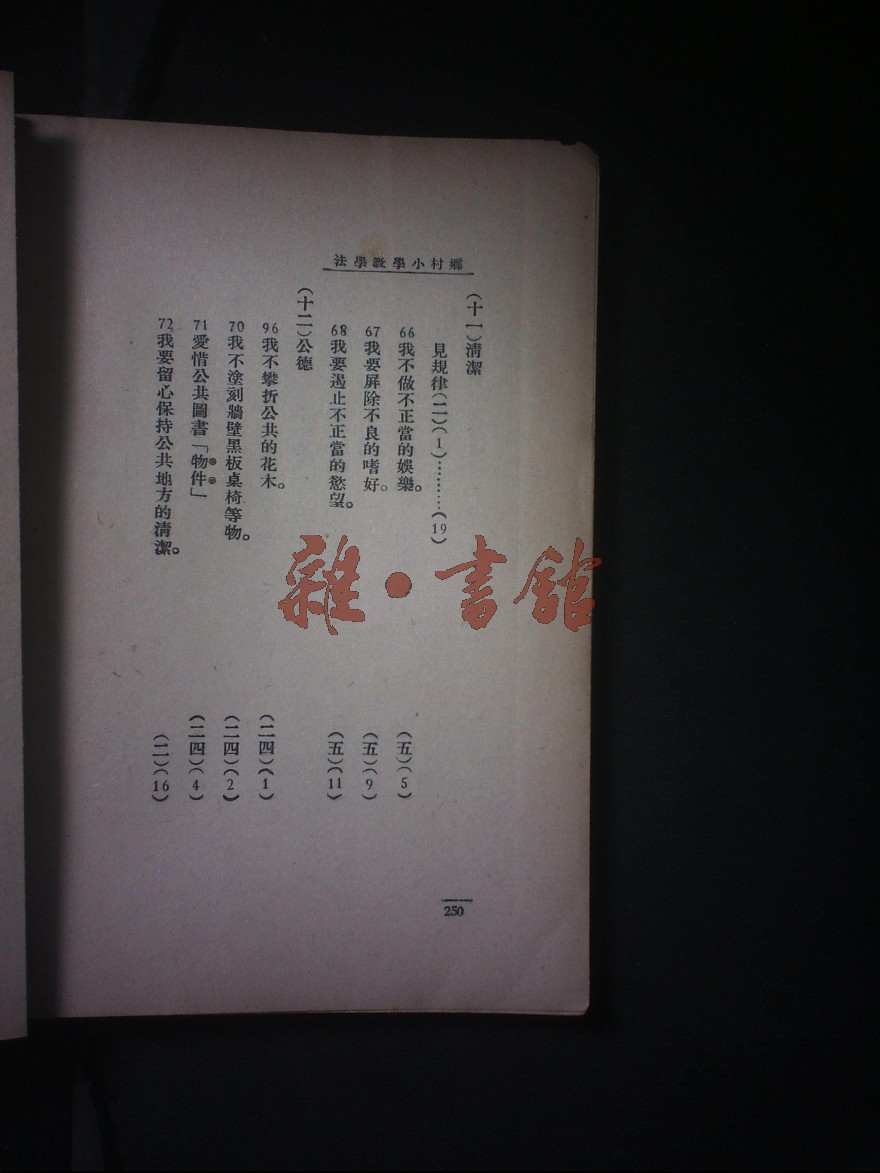 鄉村小學教學法
(十一)清潔
見規律(二)(1)………(19)
66我不做不正當的娛樂。 (五)(5)
67我要屏除不良的嗜好。 (五)(9)
68我要遏止不正當的慾望。 (五)(11)
(十二)公德
96我不攀折公共的花木。 (二四)(1)
70我不塗刻牆壁黑板桌椅等物。 (二四)(2)
71愛惜公共圖書「物件」 (二四)(4)
72我要留心保持公共地方的清潔。 (二)(16)
250
雜·書館